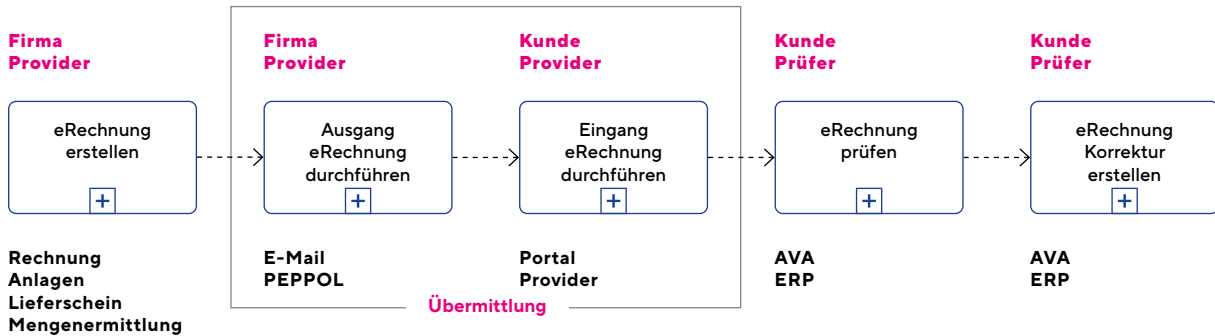 Firma
Provider
Firma
Provider
Kunde
Provider
Kunde
Prüfer
Kunde
Prüfer
eRechnung
erstellen
Ausgang
eRechnung
durchführen
Eingang
eRechnung
durchführen
eRechnung
prüfen
eRechnung
Korrektur
erstellen
Rechnung
Anlagen
Lieferschein
Mengenermittlung
E-Mail
PEPPOL
Portal
Provider
AVA
ERP
AVA
ERP
Übermittlung